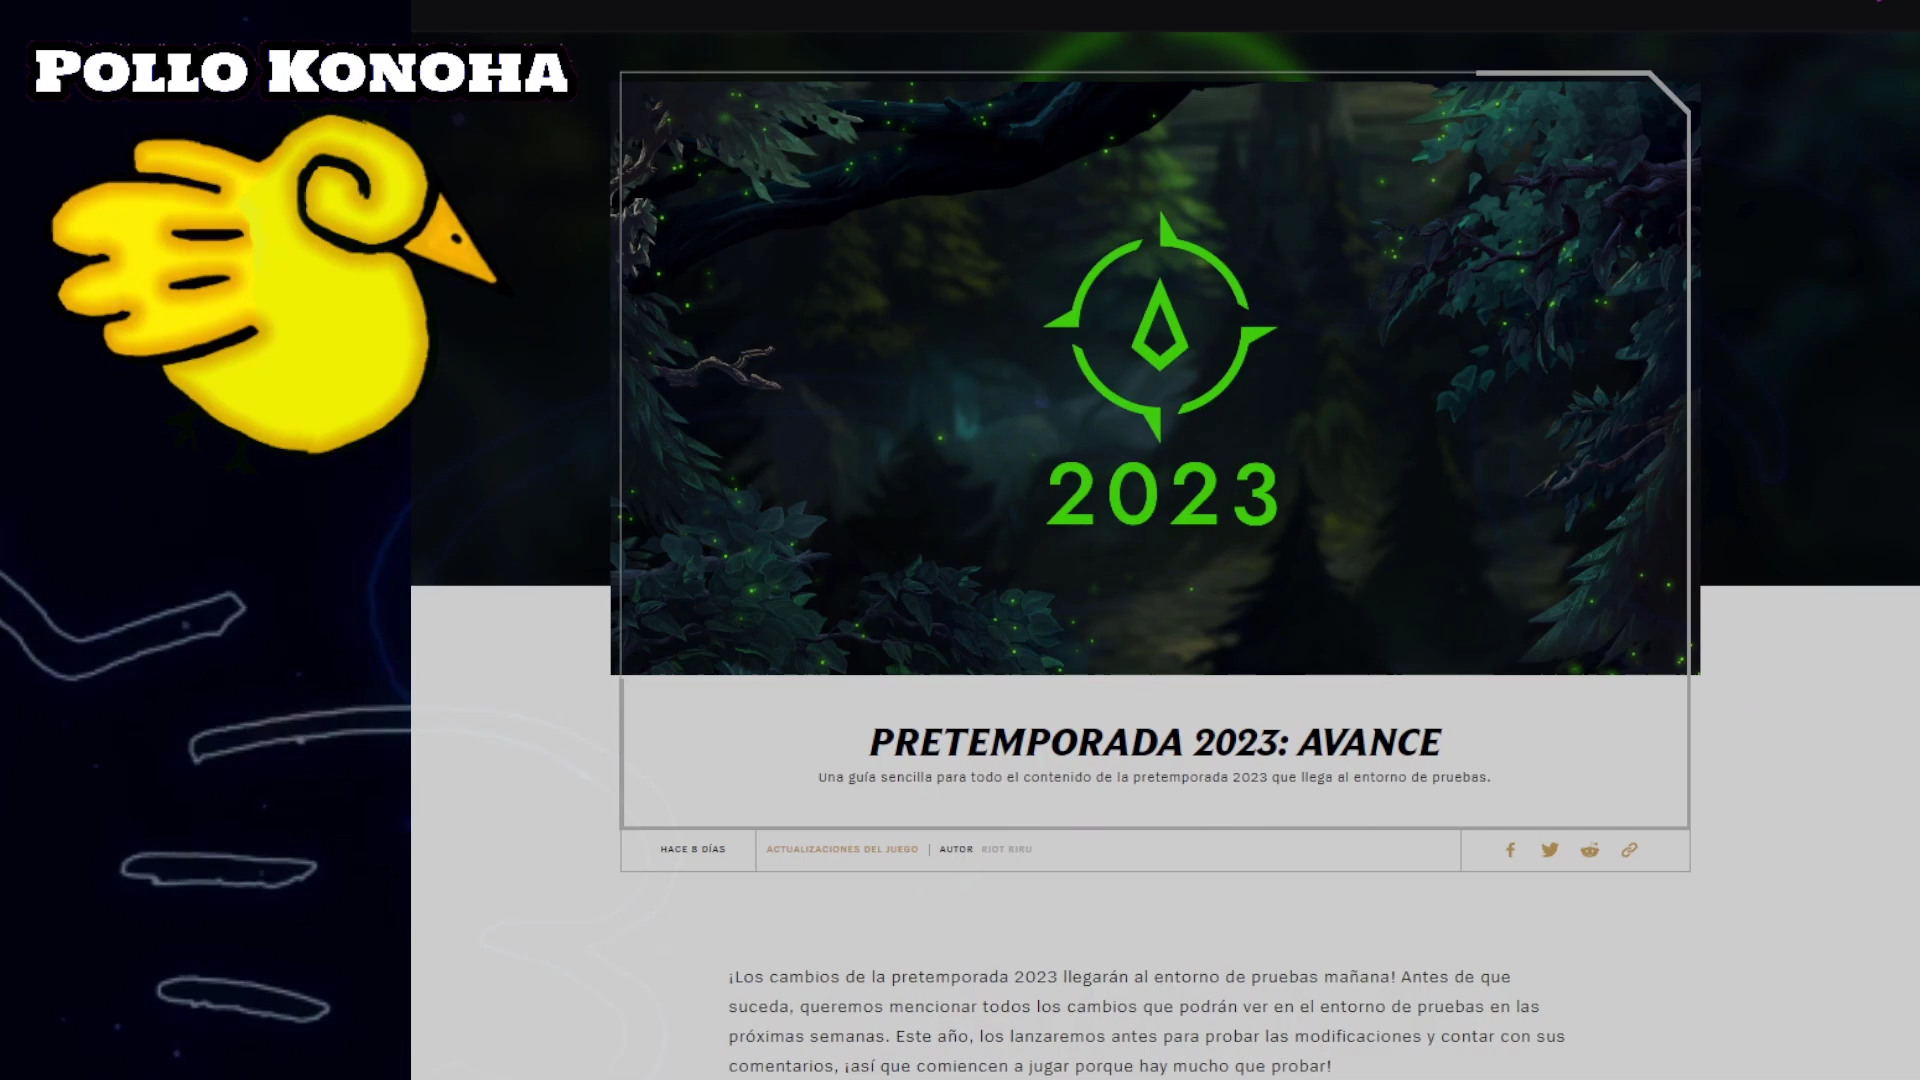 POLLO KONOHA
2023
PRETEMPORADA 2023: AVANCE
Una guía sencilla para todo el contenido de la pretemporada 2023 que llega al entorno de pruebas.
HACE 8 DÍAS ACTUALIZACIONES DEL JUEGO | AUTOR RIOT RIRU
¡Los cambios de la pretemporada 2023 llegarán al entorno de pruebas mañana! Antes de que
suceda, queremos mencionar todos los cambios que podrán ver en el entorno de pruebas en las
próximas semanas. Este año, los lanzaremos antes para probar las modificaciones y contar con sus
comentarios, ¡así que comiencen a jugar porque hay mucho que probar!